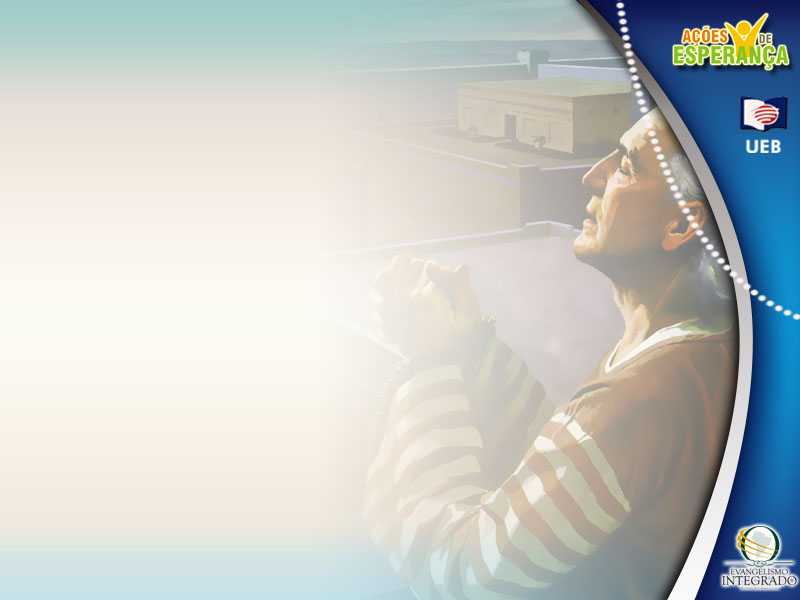 AÇÕES DE
ESPERANÇA
UEB
EVANGELISMO
INTEGRADO